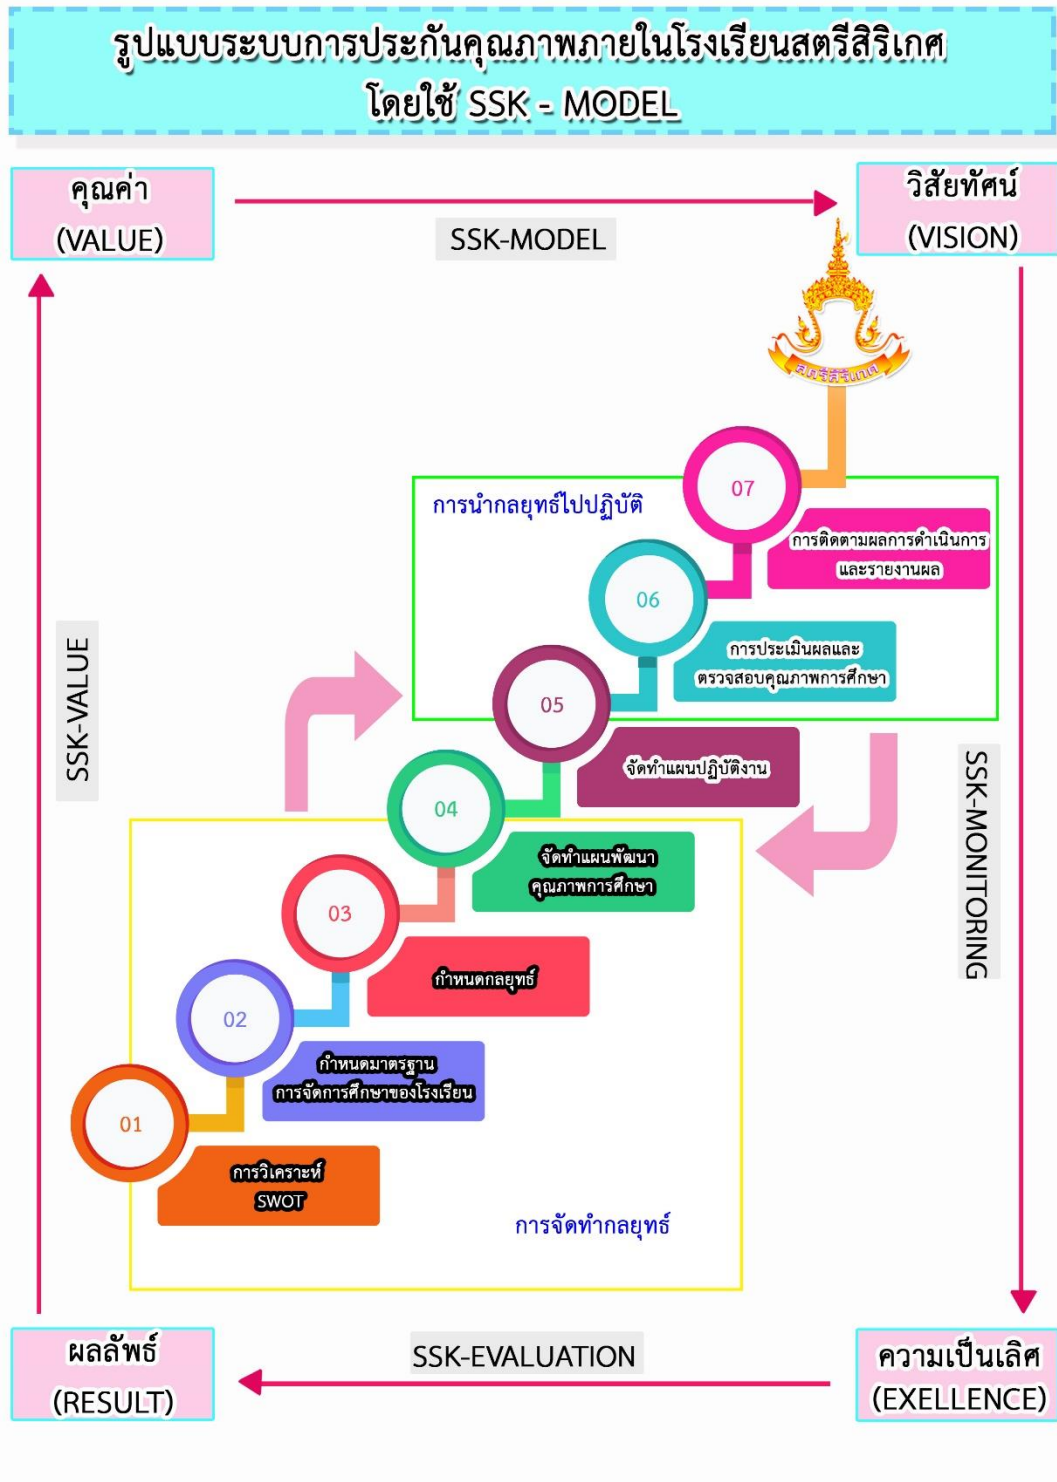 รูปแบบระบบการประกันคุณภาพภายในโรงเรียนสตรีสิริเกศ
โดยใช้ SSK - MODEL
คุณค่า
(VALUE)
SSK-MODEL
วิสัยทัศน์
(VISION)
สตรีสิริเกศ
การนำกลยุทธ์ไปปฏิบัติ
07
การติดตามผลการดำเนินการ
และรายงานผล
06
การประเมินผลและ
ตรวจสอบคุณภาพการศึกษา
05
จัดทำแผนปฏิบัติงาน
SSK-VALUE
SSK-MONITORING
04
จัดทำแผนพัฒนา
คุณภาพการศึกษา
03
กำหนดกลยุทธ์
02
กำหนดมาตรฐาน
การจัดการศึกษาของโรงเรียน
01
การวิเคราะห์
SWOT
การจัดทำกลยุทธ์
ผลลัพธ์
(RESULT)
SSK-EVALUATION
ความเป็นเลิศ
(EXELLENCE)